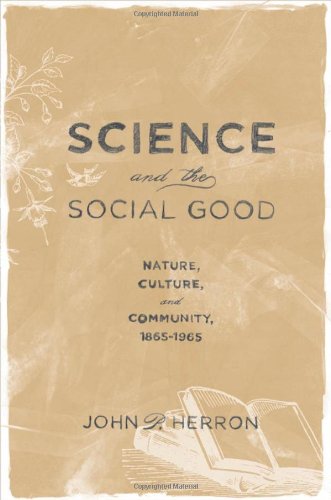 SCIENCE
and the
SOCIAL GOOD
NATURE,
CULTURE,
and
COMMUNITY,
1865-1965
JOHN P. HERRON